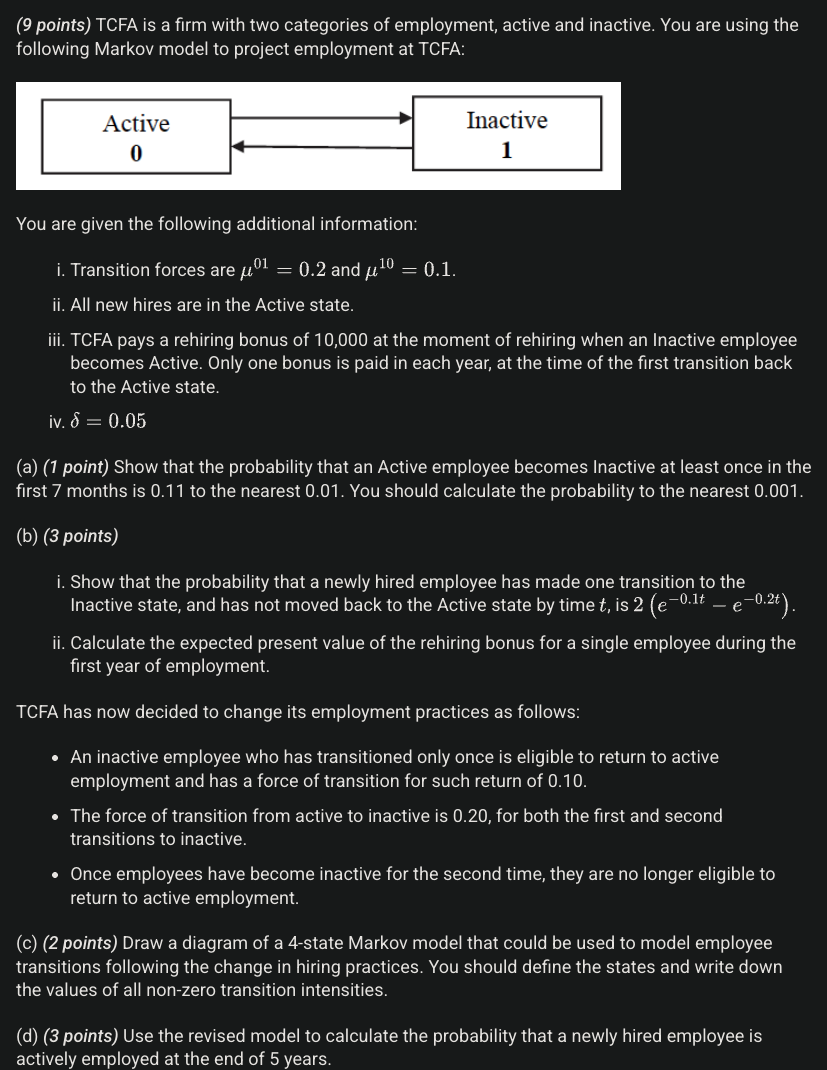 (9 points) TCFA is a firm with two categories of employment, active and inactive. You are using the
following Markov model to project employment at TCFA:
Active
0
Inactive
1
You are given the following additional information:
i. Transition forces are μ^{01} = 0.2 and μ^{10} = 0.1.
ii. All new hires are in the Active state.
iii. TCFA pays a rehiring bonus of 10,000 at the moment of rehiring when an Inactive employee
becomes Active. Only one bonus is paid in each year, at the time of the first transition back
to the Active state.
iv. δ = 0.05
(a) (1 point) Show that the probability that an Active employee becomes Inactive at least once in the
first 7 months is 0.11 to the nearest 0.01. You should calculate the probability to the nearest 0.001.
(b) (3 points)
i. Show that the probability that a newly hired employee has made one transition to the
Inactive state, and has not moved back to the Active state by time t, is 2 (e^{-0.1t} − e^{-0.2t}).
ii. Calculate the expected present value of the rehiring bonus for a single employee during the
first year of employment.
TCFA has now decided to change its employment practices as follows:
• An inactive employee who has transitioned only once is eligible to return to active
employment and has a force of transition for such return of 0.10.
• The force of transition from active to inactive is 0.20, for both the first and second
transitions to inactive.
• Once employees have become inactive for the second time, they are no longer eligible to
return to active employment.
(c) (2 points) Draw a diagram of a 4-state Markov model that could be used to model employee
transitions following the change in hiring practices. You should define the states and write down
the values of all non-zero transition intensities.
(d) (3 points) Use the revised model to calculate the probability that a newly hired employee is
actively employed at the end of 5 years.